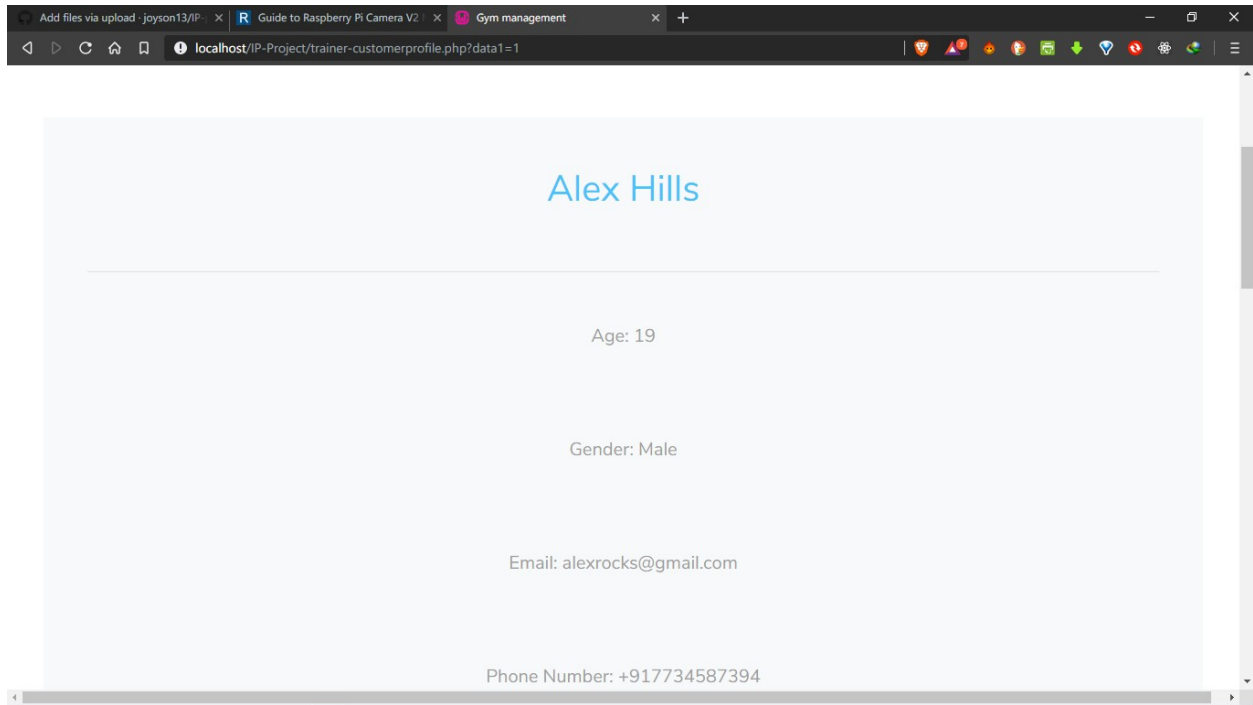 Add files via upload · joyson13/IP-
Guide to Raspberry Pi Camera V2
Gym management
localhost/IP-Project/trainer-customerprofile.php?data1=1
Alex Hills
Age: 19
Gender: Male
Email: alexrocks@gmail.com
Phone Number: +917734587394